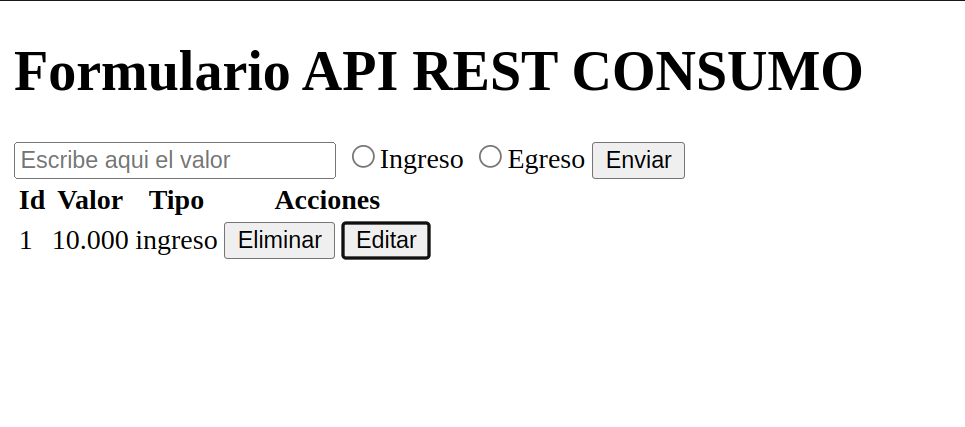 Formulario API REST CONSUMO
Escribe aqui el valor Ingreso Egreso Enviar
Id Valor Tipo Acciones
1 10.000 ingreso Eliminar Editar